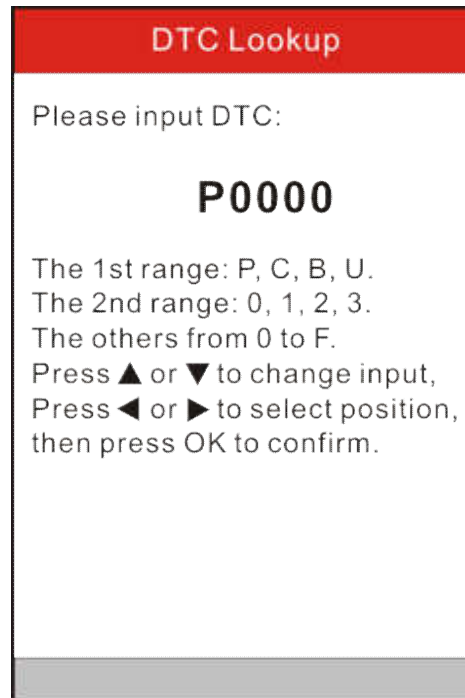 DTC Lookup
Please input DTC:
P0000
The 1st range: P, C, B, U.
The 2nd range: 0, 1, 2, 3.
The others from 0 to F.
Press ▲ or ▼ to change input,
Press ◀ or ▶ to select position,
then press OK to confirm.